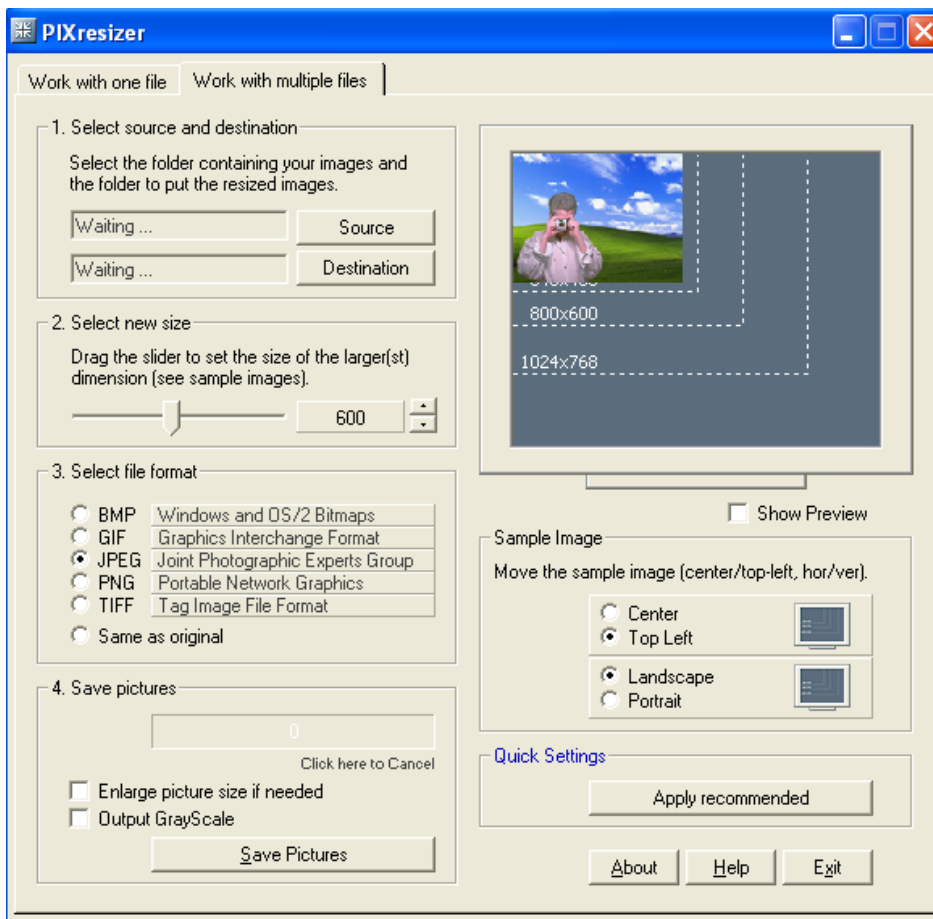 PIXresizer
Work with one file
Work with multiple files
1. Select source and destination
Select the folder containing your images and
the folder to put the resized images.
Waiting ...
Source
Waiting ...
Destination
2. Select new size
Drag the slider to set the size of the larger(st)
dimension (see sample images).
600
3. Select file format
BMP Windows and OS/2 Bitmaps
GIF Graphics Interchange Format
JPEG Joint Photographic Experts Group
PNG Portable Network Graphics
TIFF Tag Image File Format
Same as original
4. Save pictures
0
Click here to Cancel
Enlarge picture size if needed
Output GrayScale
Save Pictures
800x600
1024x768
Show Preview
Sample Image
Move the sample image (center/top-left, hor/ver).
Center
Top Left
Landscape
Portrait
Quick Settings
Apply recommended
About
Help
Exit